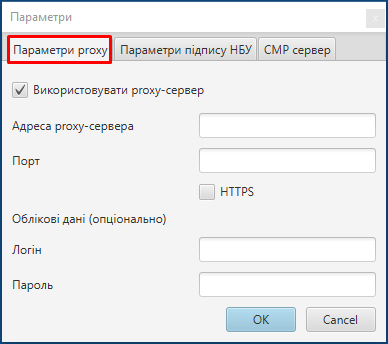 Параметри
Параметри proxy Параметри підпису НБУ CMP сервер
Використовувати proxy-сервер
Адреса proxy-сервера
Порт
HTTPS
Облікові дані (опціонально)
Логін
Пароль
OK Cancel